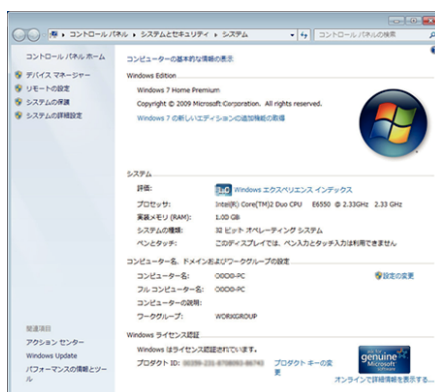 コントロール パネル ▸ システムとセキュリティ ▸ システム
コントロール パネルの検索
コントロール パネル ホーム
デバイス マネージャー
リモートの設定
システムの保護
システムの詳細設定
コンピューターの基本的な情報の表示
Windows Edition
Windows 7 Home Premium
Copyright © 2009 Microsoft Corporation. All rights reserved.
Windows 7 の新しいエディションの追加機能の取得
システム
評価: Windows エクスペリエンス インデックス
プロセッサ: Intel(R) Core(TM)2 Duo CPU E6550 @ 2.33GHz 2.33 GHz
実装メモリ (RAM): 1.00 GB
システムの種類: 32 ビット オペレーティング システム
ペンとタッチ: このディスプレイでは、ペン入力とタッチ入力は利用できません
コンピューター名、ドメインおよびワークグループの設定
コンピューター名: -PC
設定の変更
フル コンピューター名: -PC
コンピューターの説明:
ワークグループ: WORKGROUP
Windows ライセンス認証
Windows はライセンス認証されています。
プロダクト ID:
プロダクト キーの変更
genuine
Microsoft
software
オンラインで詳細情報を表示する...
関連項目
アクション センター
Windows Update
パフォーマンスの情報とツール